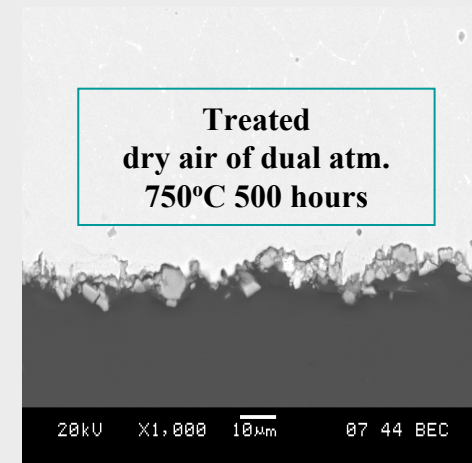 Treated
dry air of dual atm.
750ºC 500 hours
20kV X1,000 10µm 07 44 BEC